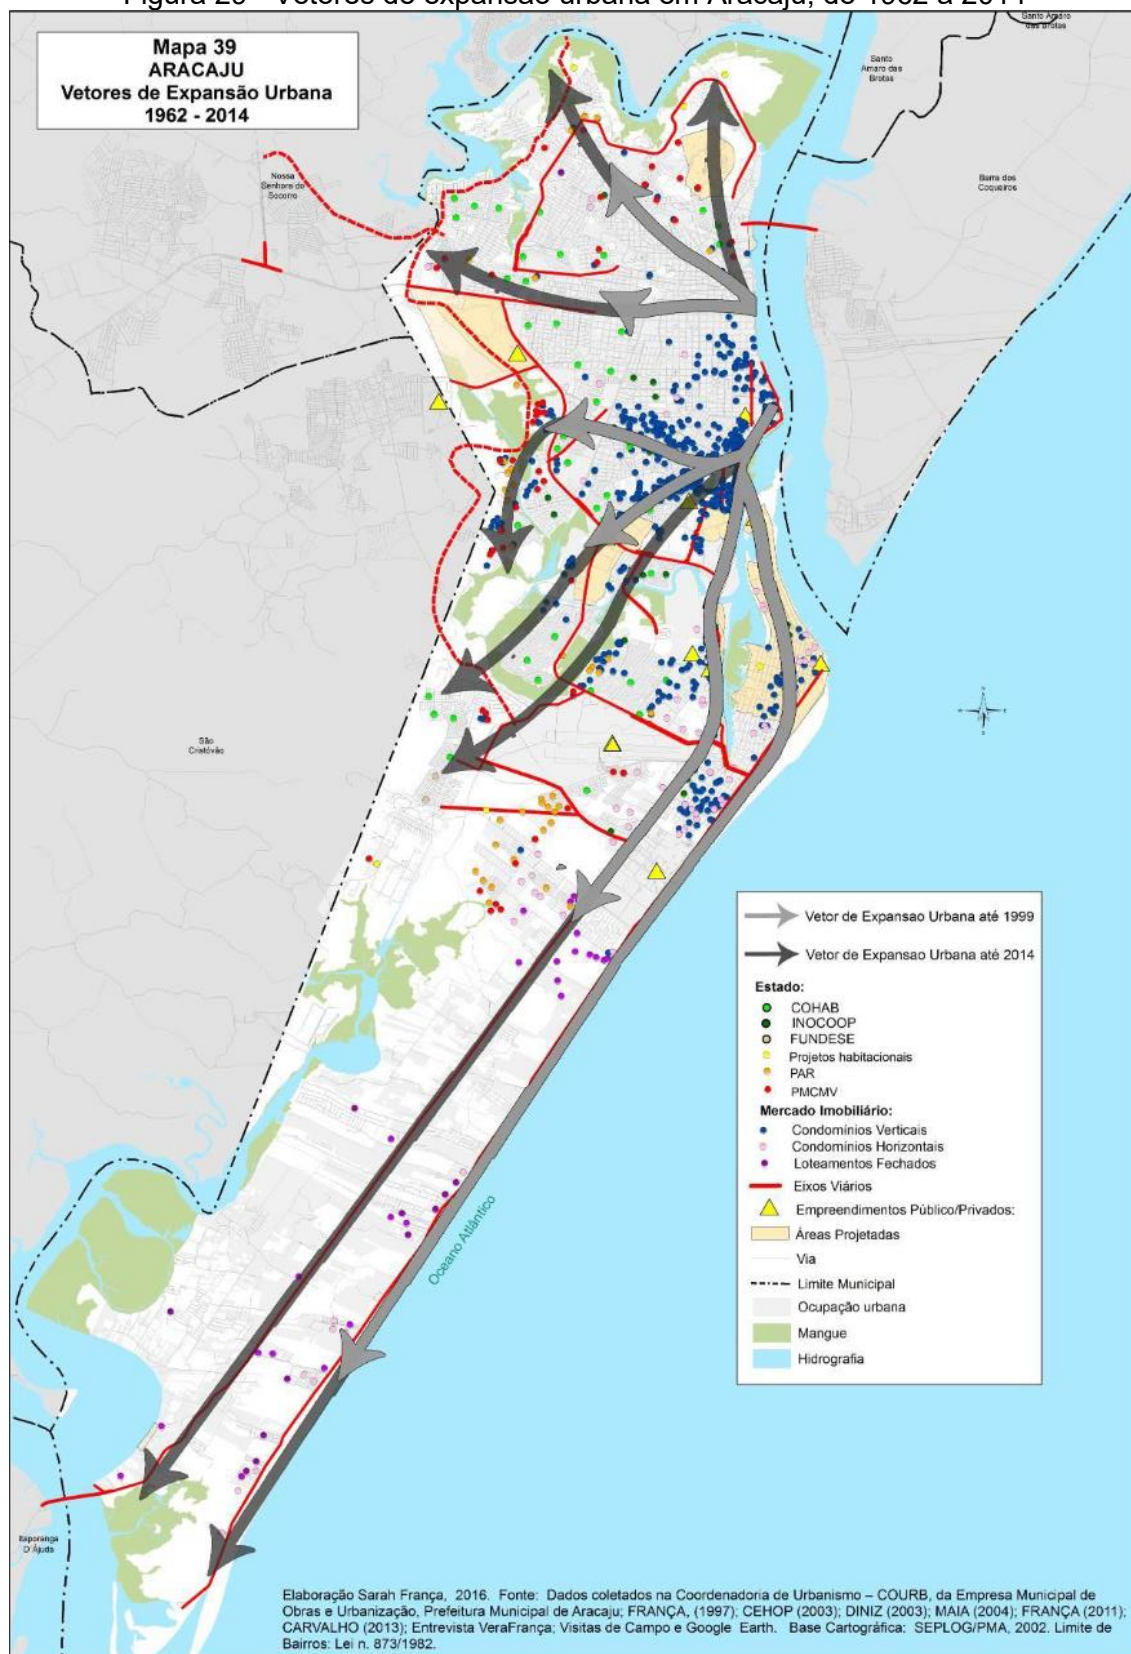 Figura 29 - Vetores de expansão urbana em Aracaju, de 1962 a 2014
Mapa 39
ARACAJU
Vetores de Expansão Urbana
1962 - 2014
Santo Amaro
das Brotas
Santo
Amaro das
Brotas
Nossa
Senhora do
Socorro
Barra dos
Coqueiros
São
Cristóvão
Oceano Atlântico
Itaporanga
D'Ájuda
Vetor de Expansao Urbana até 1999
Vetor de Expansao Urbana até 2014
Estado:
COHAB
INOCOOP
FUNDESE
Projetos habitacionais
PAR
PMCMV
Mercado Imobiliário:
Condomínios Verticais
Condomínios Horizontais
Loteamentos Fechados
Eixos Viários
Empreendimentos Público/Privados:
Áreas Projetadas
Via
Limite Municipal
Ocupação urbana
Mangue
Hidrografia
Elaboração Sarah França, 2016. Fonte: Dados coletados na Coordenadoria de Urbanismo – COURB, da Empresa Municipal de
Obras e Urbanização, Prefeitura Municipal de Aracaju; FRANÇA, (1997); CEHOP (2003); DINIZ (2003); MAIA (2004); FRANÇA (2011);
CARVALHO (2013); Entrevista VeraFrança; Visitas de Campo e Google Earth. Base Cartográfica: SEPLOG/PMA, 2002. Limite de
Bairros: Lei n. 873/1982.